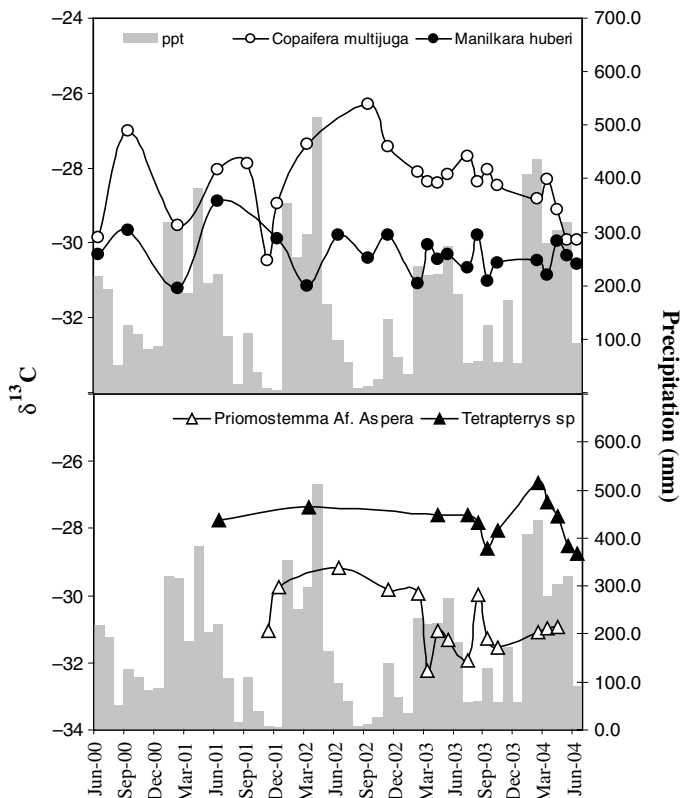 −24
−26
−28
−30
−32
700.0
600.0
500.0
400.0
300.0
200.0
100.0
ppt
Copaifera multijuga
Manilkara huberi
δ13C
Precipitation (mm)
Priomostemma Af. Aspera
Tetrapterrys sp
−26
−28
−30
−32
−34
600.0
500.0
400.0
300.0
200.0
100.0
0.0
Jun-00
Sep-00
Dec-00
Mar-01
Jun-01
Sep-01
Dec-01
Mar-02
Jun-02
Sep-02
Dec-02
Mar-03
Jun-03
Sep-03
Dec-03
Mar-04
Jun-04